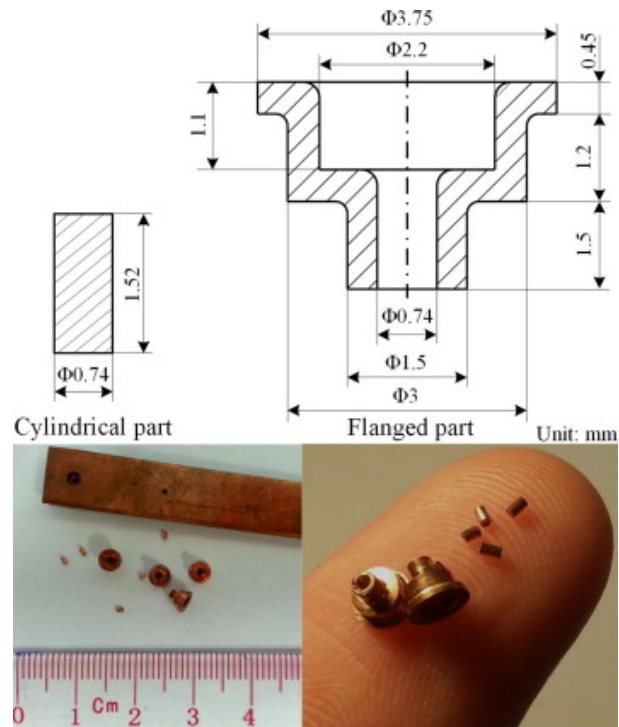 Φ3.75
Φ2.2
0.45
1.1
1.2
1.52
1.5
Φ0.74
Φ0.74
Φ1.5
Φ3
Cylindrical part
Flanged part
Unit: mm
0 1 Cm 2 3 4